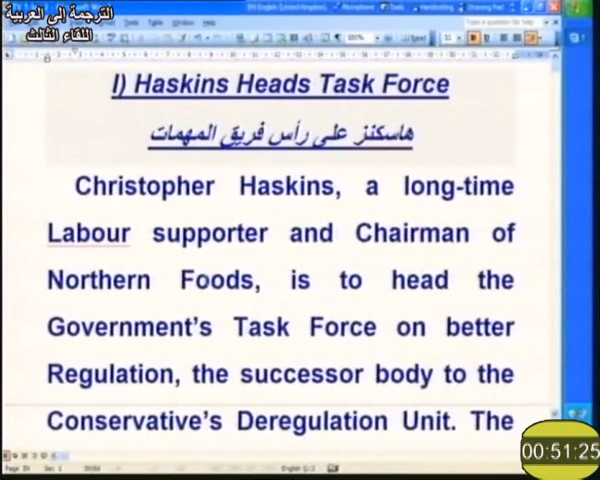 الترجمة إلى العربية
اللقاء الثالث
I) Haskins Heads Task Force
هاسكنز على رأس فريق المهمات
Christopher Haskins, a long-time
Labour supporter and Chairman of
Northern Foods, is to head the
Government's Task Force on better
Regulation, the successor body to the
Conservative's Deregulation Unit. The
00:51:25